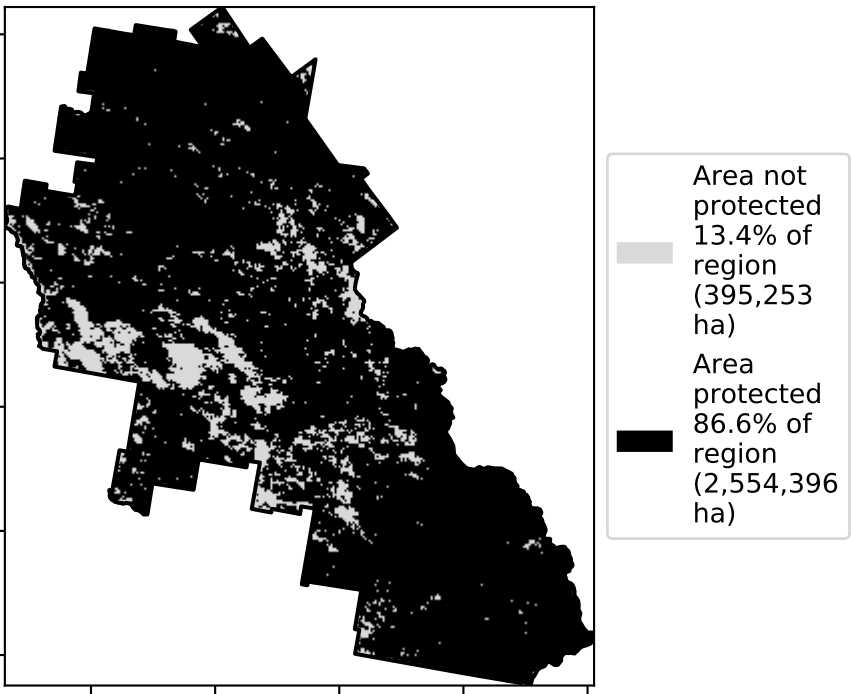 Area not
protected
13.4% of
region
(395,253
ha)
Area
protected
86.6% of
region
(2,554,396
ha)